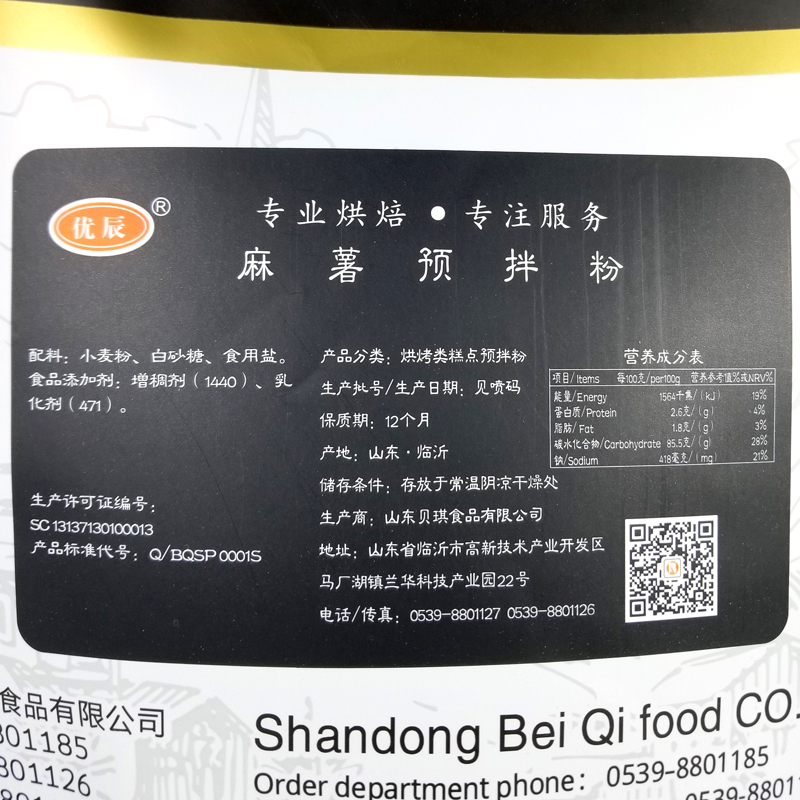 优辰®
专业烘焙•专注服务
麻薯预拌粉
配料：小麦粉、白砂糖、食用盐。
食品添加剂：增稠剂（1440）、乳
化剂（471）。
生产许可证编号：
SC13137130100013
产品标准代号：Q/BQSP 0001S
产品分类：烘烤类糕点预拌粉
生产批号/生产日期：见喷码
保质期：12个月
产地：山东·临沂
储存条件：存放于常温阴凉干燥处
生产商：山东贝琪食品有限公司
地址：山东省临沂市高新技术产业开发区
马厂湖镇兰华科技产业园22号
电话/传真：0539-8801127 0539-8801126
营养成分表
项目/Items 每100克/per100g 营养参考值%或NRV%
能量/Energy 1564千焦/（kJ） 19%
蛋白质/Protein 2.6克/（g） 4%
脂肪/Fat 1.8克/（g） 3%
碳水化合物/Carbohydrate 85.5克/（g） 28%
钠/Sodium 418毫克/（mg） 21%
食品有限公司
801185
801126
Shandong Bei Qi food CO.
Order department phone：0539-8801185
0539-8801